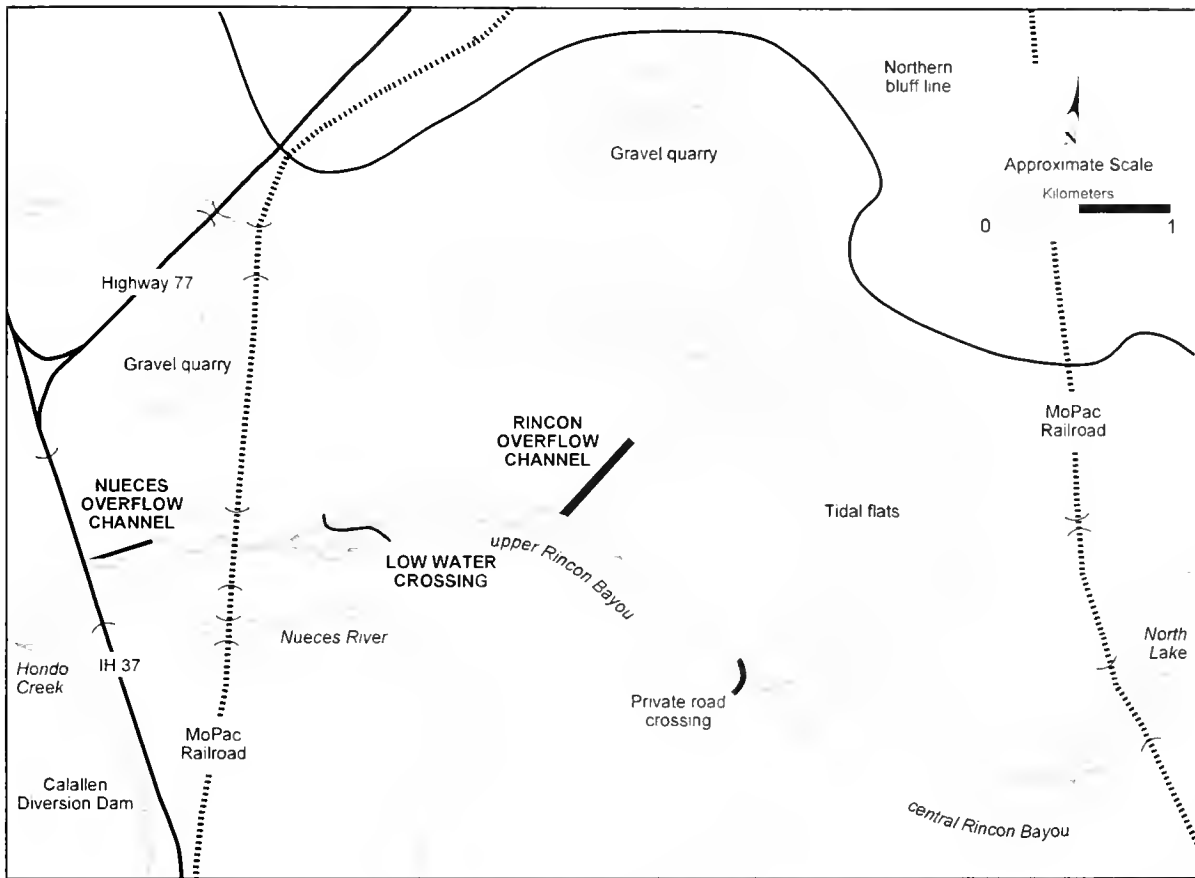 Northern
bluff line
N
Gravel quarry
Approximate Scale
Kilometers
0
1
Highway 77
Gravel quarry
MoPac
Railroad
RINCON
OVERFLOW
CHANNEL
NUECES
OVERFLOW
CHANNEL
Tidal flats
upper Rincon Bayou
LOW WATER
CROSSING
Nueces River
North
Lake
Hondo
Creek
IH 37
Private road
crossing
MoPac
Railroad
Calallen
Diversion Dam
central Rincon Bayou